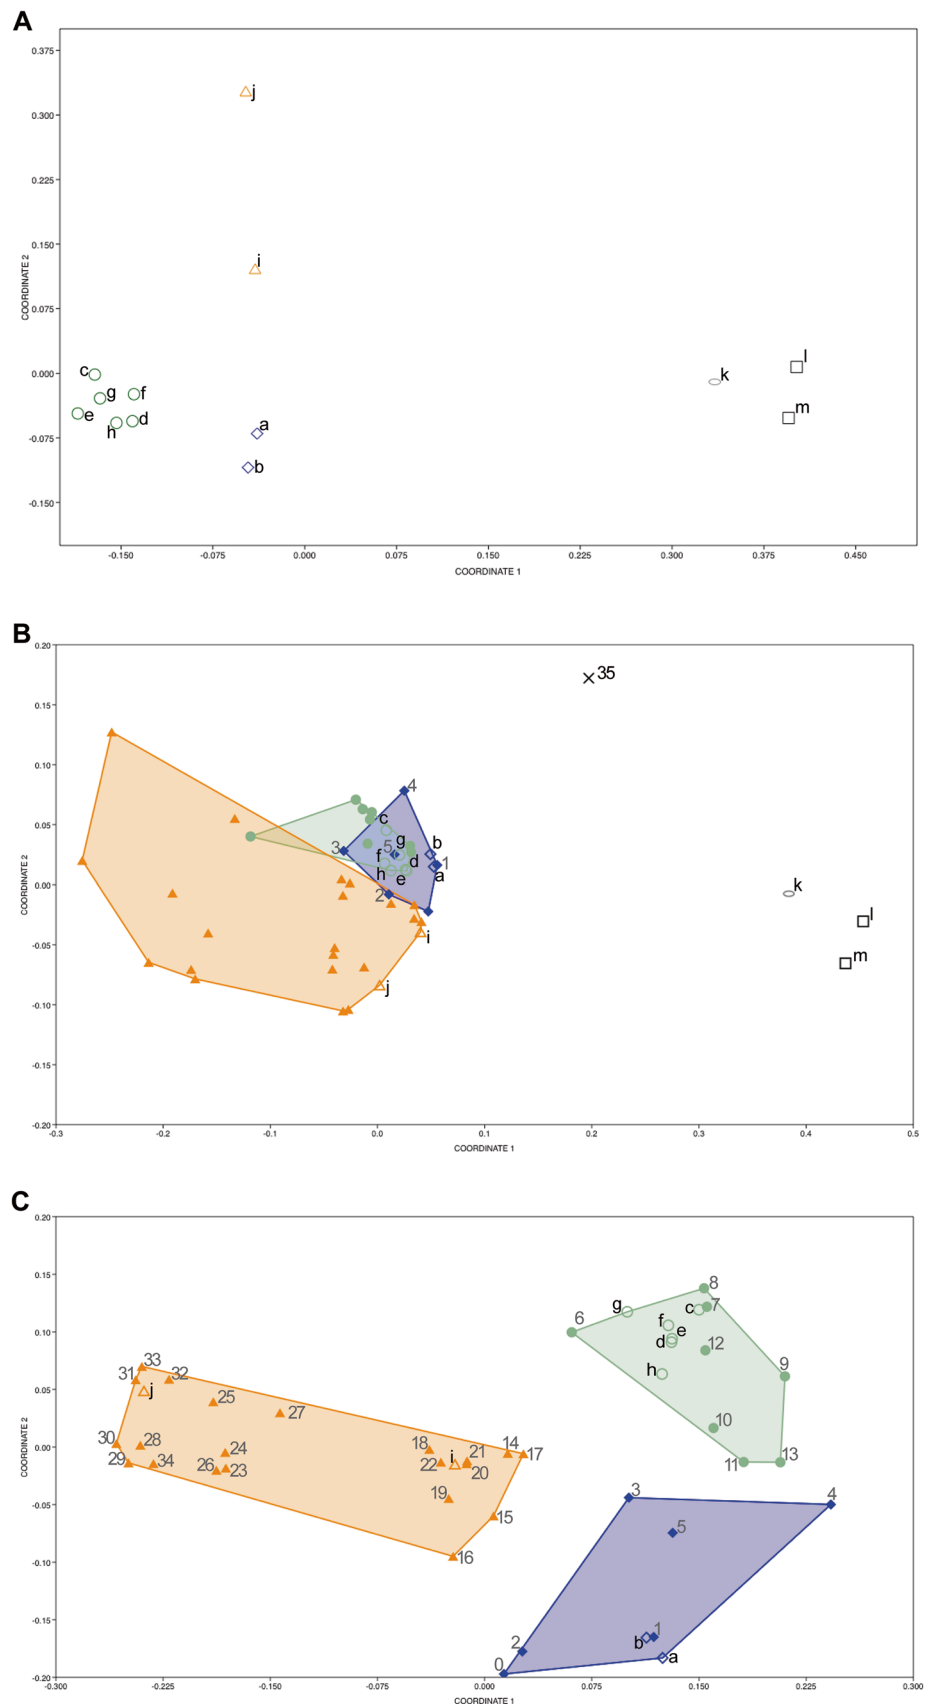 A
0.375
0.300
0.225
0.150
0.075
0.000
-0.075
-0.150
COORDINATE 2
j
i
c
g
f
e
h
d
a
b
k
l
m
-0.150
-0.075
0.000
0.075
0.150
0.225
0.300
0.375
0.450
COORDINATE 1
B
0.20
0.15
0.10
0.05
0.00
-0.05
-0.10
-0.15
-0.20
COORDINATE 2
35
4
c
3
5
g
b
f
d
1
h
e
a
2
i
j
k
l
m
-0.3
-0.2
-0.1
0.0
0.1
0.2
0.3
0.4
0.5
COORDINATE 1
C
0.20
0.15
0.10
0.05
0.00
-0.05
-0.10
-0.15
-0.20
COORDINATE 2
8
g
c
7
6
f
e
d
12
h
9
10
11
13
33
31
32
j
25
27
30
28
24
29
34
26
23
18
i
21
14
17
22
20
19
15
16
3
4
5
2
b
1
0
a
-0.300
-0.225
-0.150
-0.075
0.000
0.075
0.150
0.225
0.300
COORDINATE 1